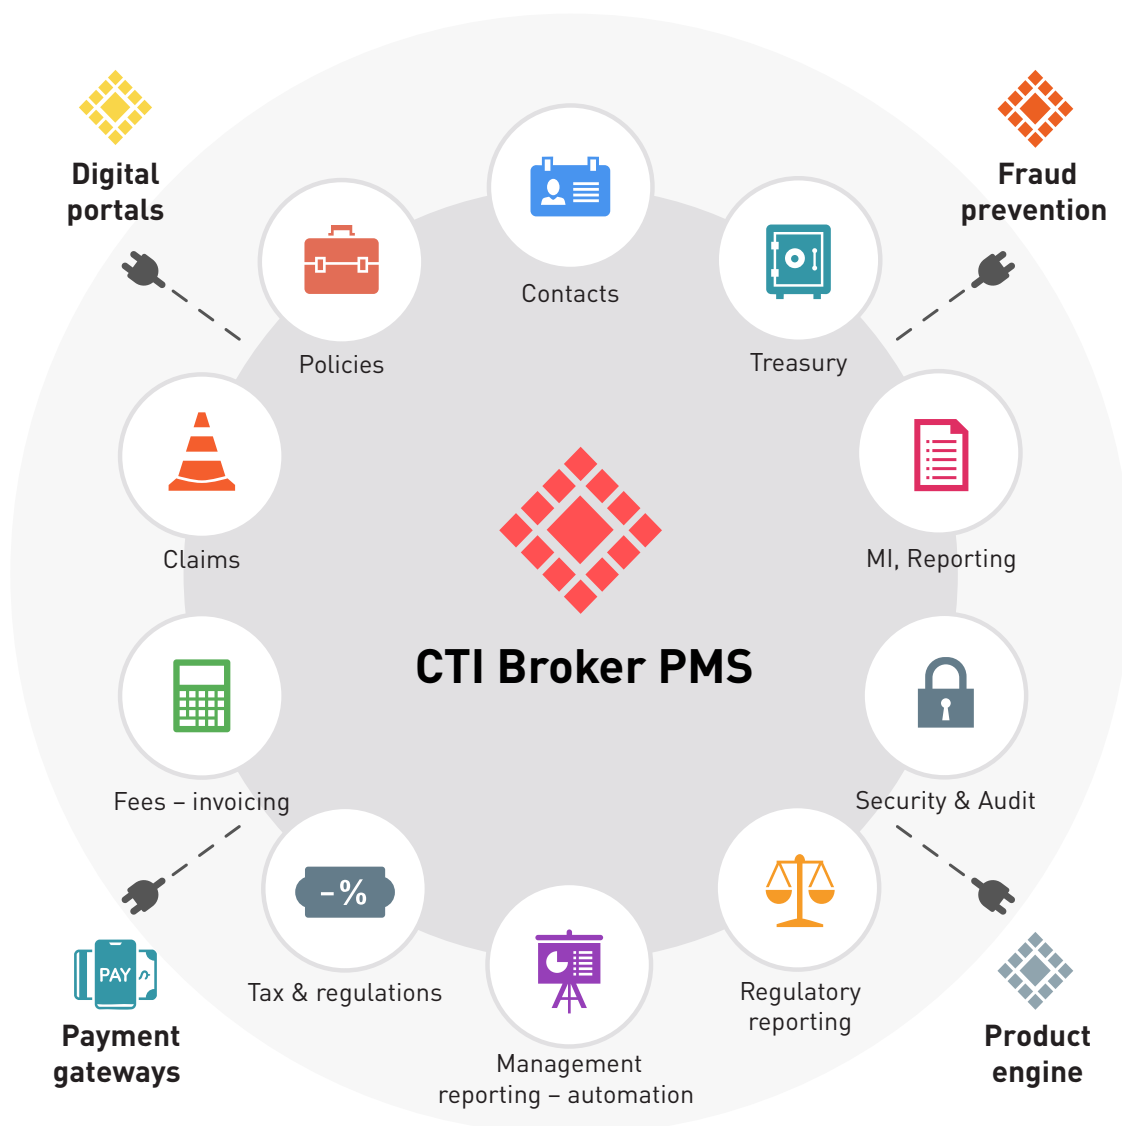 Digital
portals
Fraud
prevention
Contacts
Policies
Treasury
Claims
MI, Reporting
CTI Broker PMS
Fees – invoicing
Security & Audit
-%
Tax & regulations
Regulatory
reporting
PAY
Payment
gateways
Management
reporting – automation
Product
engine